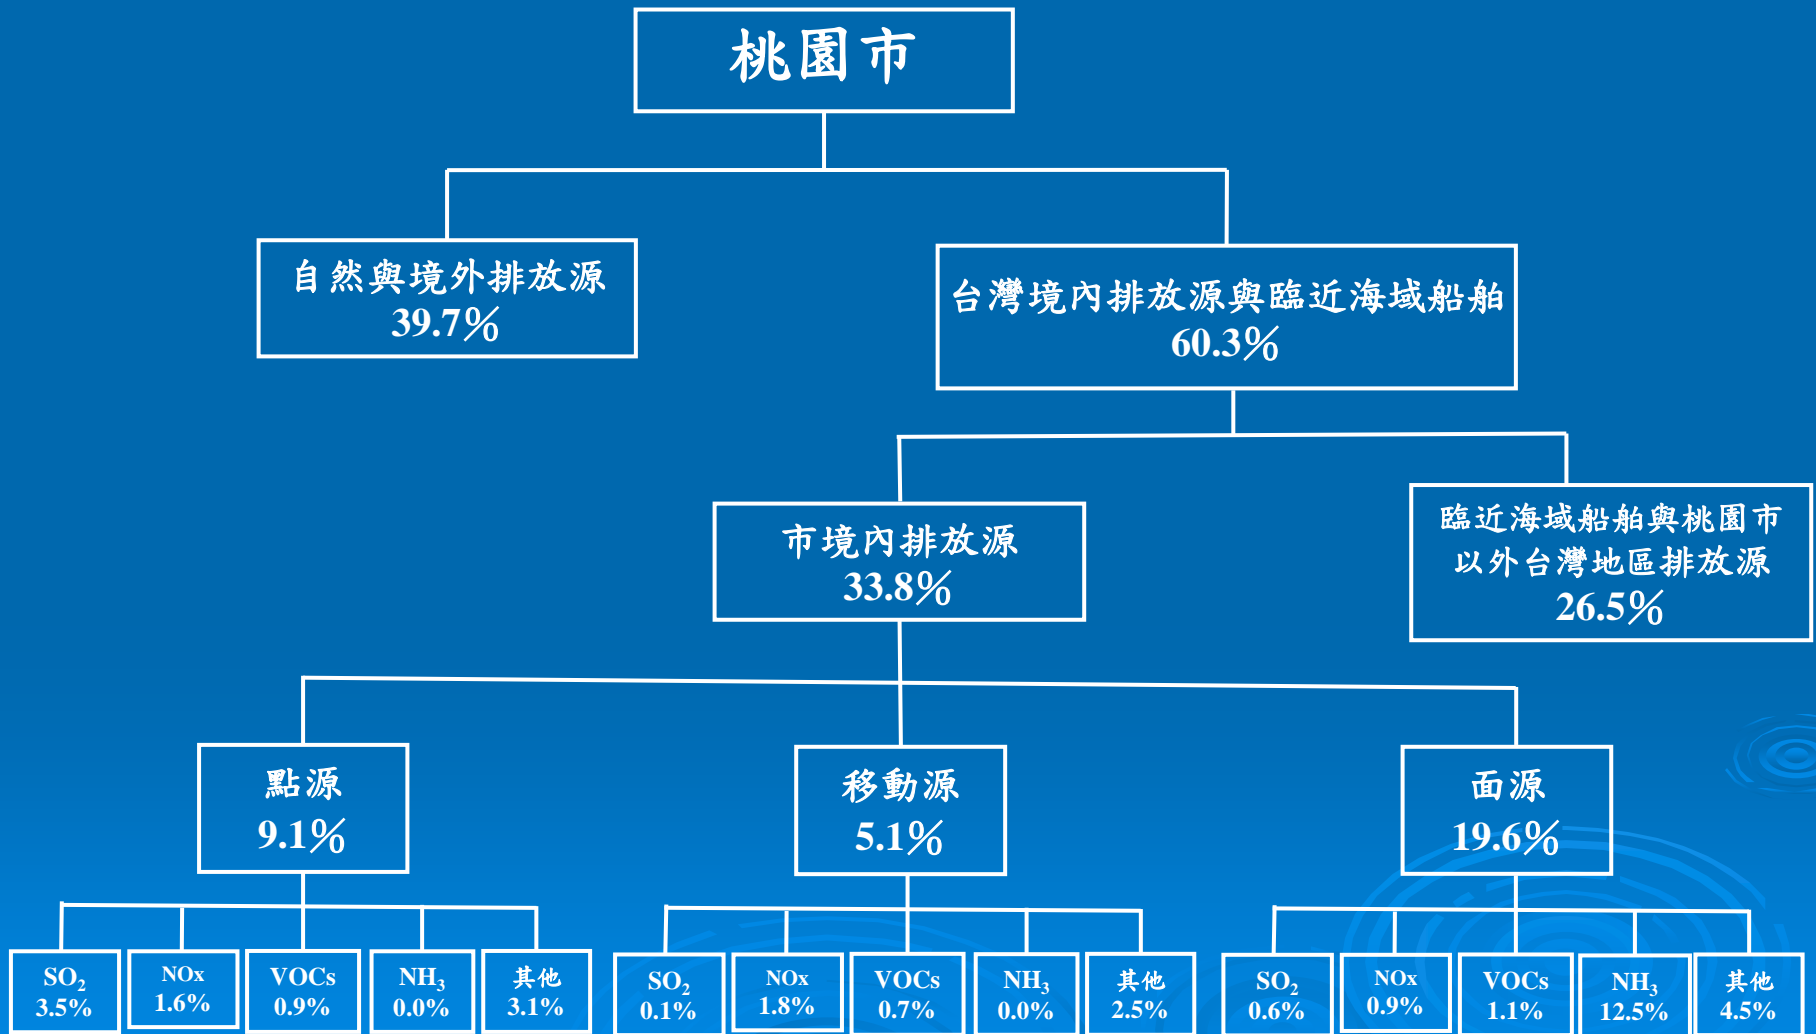 桃園市
自然與境外排放源
39.7%
台灣境內排放源與臨近海域船舶
60.3%
市境內排放源
33.8%
臨近海域船舶與桃園市
以外台灣地區排放源
26.5%
點源
9.1%
移動源
5.1%
面源
19.6%
SO₂
3.5%
NOx
1.6%
VOCs
0.9%
NH₃
0.0%
其他
3.1%
SO₂
0.1%
NOx
1.8%
VOCs
0.7%
NH₃
0.0%
其他
2.5%
SO₂
0.6%
NOx
0.9%
VOCs
1.1%
NH₃
12.5%
其他
4.5%